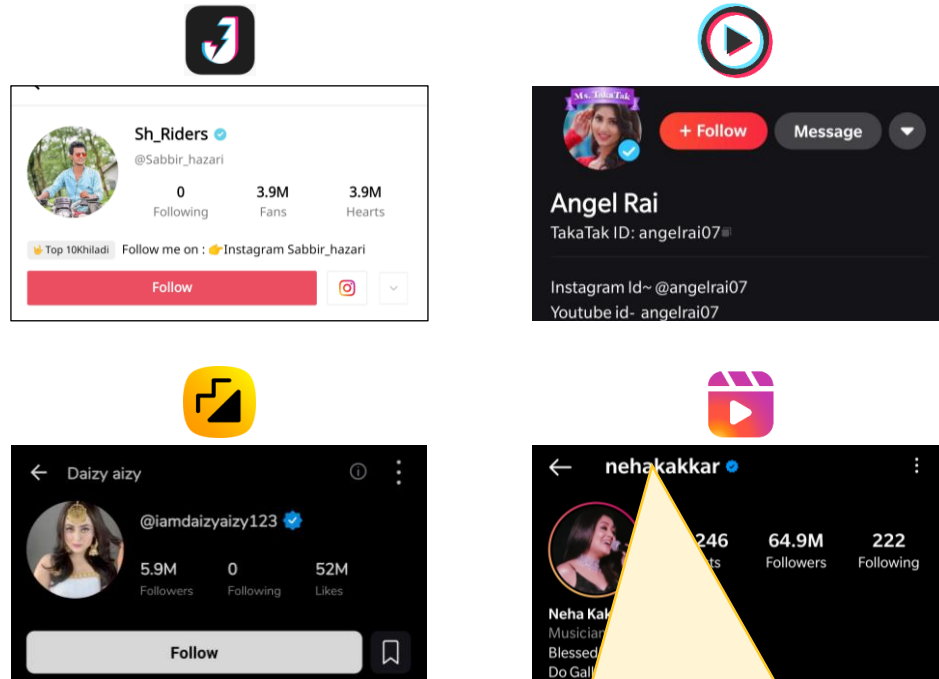 Sh_Riders
@Sabbir_hazari
0 3.9M 3.9M
Following Fans Hearts
Top 10Khiladi Follow me on : 👉Instagram Sabbir_hazari
Follow
Ms. TakaTak
+ Follow Message
Angel Rai
TakaTak ID: angelrai07
Instagram Id~ @angelrai07
Youtube id- angelrai07
Daizy aizy
@iamdaizyaizy123
5.9M 0 52M
Followers Following Likes
Follow
nehakakkar
246 64.9M 222
Followers Following
Neha
Musician
Blessed
Do